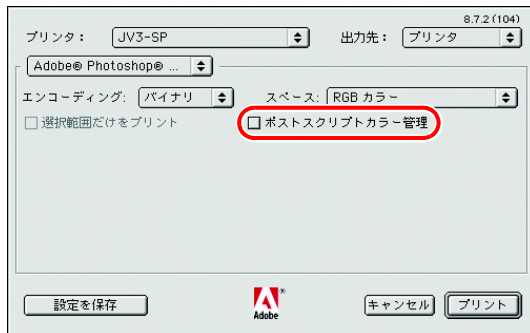 8.7.2 (104)
プリンタ： JV3-SP 出力先： プリンタ
Adobe® Photoshop® ...
エンコーディング: バイナリ スペース: RGB カラー
選択範囲だけをプリント ポストスクリプトカラー管理
設定を保存 Adobe ® キャンセル プリント